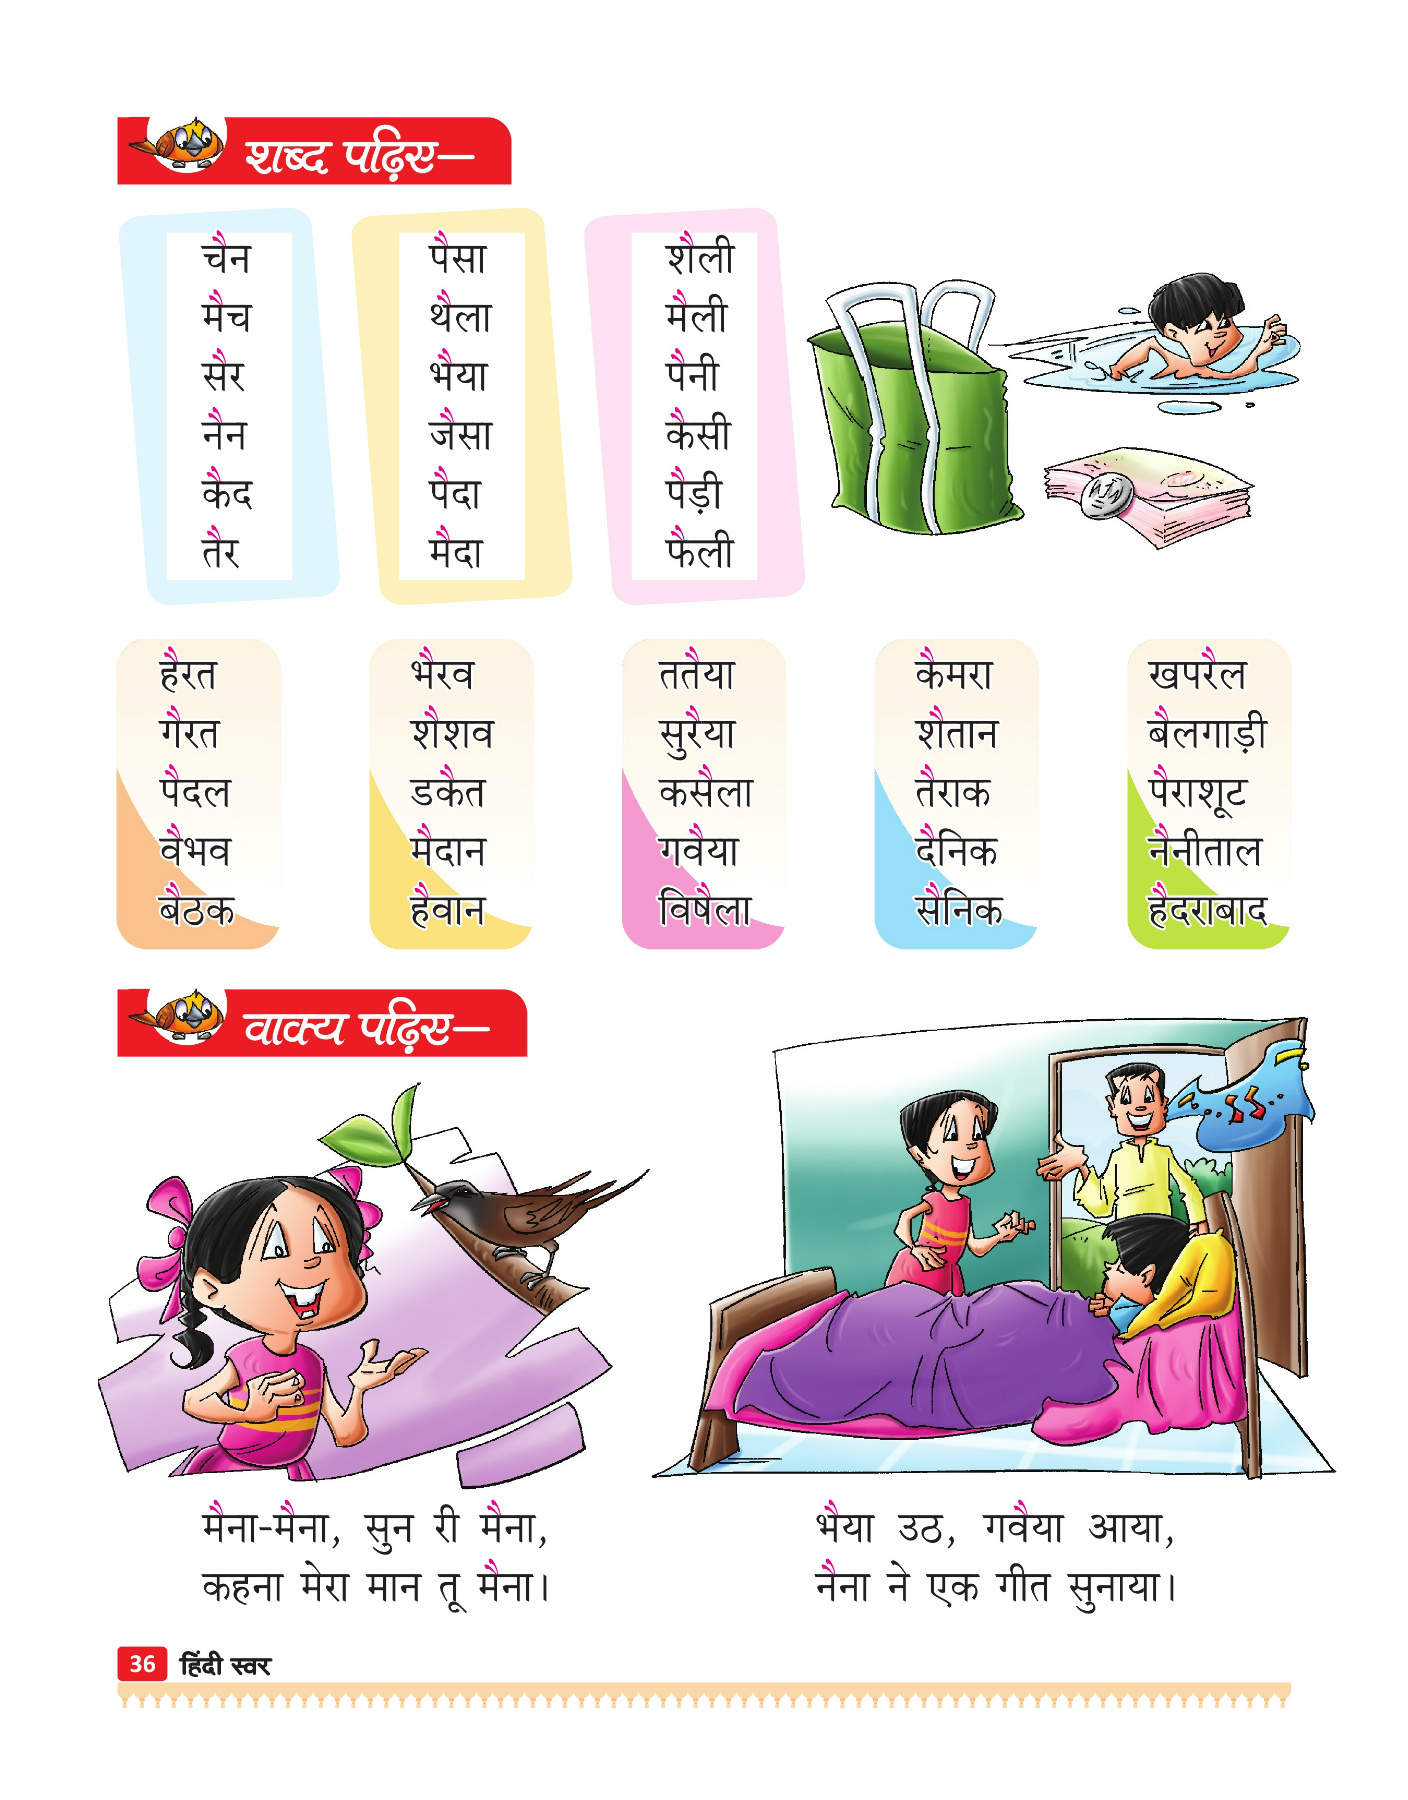 शब्द पढ़िए—
चैन
मैच
सैर
नैन
कैद
तैर
पैसा
थैला
भैया
जैसा
पैदा
मैदा
शैली
मैली
पैनी
कैसी
पैड़ी
फैली
हैरत
गैरत
पैदल
वैभव
बैठक
भैरव
शैशव
डकैत
मैदान
हैवान
ततैया
सुरैया
कसैला
गवैया
विषैला
कैमरा
शैतान
तैराक
दैनिक
सैनिक
खपरैल
बैलगाड़ी
पैराशूट
नैनीताल
हैदराबाद
वाक्य पढ़िए—
मैना-मैना, सुन री मैना,
कहना मेरा मान तू मैना।
भैया उठ, गवैया आया,
नैना ने एक गीत सुनाया।
36 हिंदी स्वर